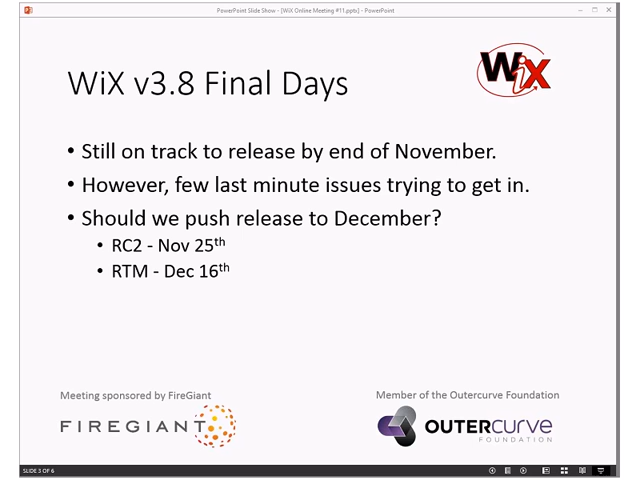 PowerPoint Slide Show - [WiX Online Meeting #11.pptx] - PowerPoint
WiX v3.8 Final Days
WiX
• Still on track to release by end of November.
• However, few last minute issues trying to get in.
• Should we push release to December?
• RC2 - Nov 25th
• RTM - Dec 16th
Meeting sponsored by FireGiant
Member of the Outercurve Foundation
FIREGIANT
OUTERCURVE
FOUNDATION
SLIDE 3 OF 6